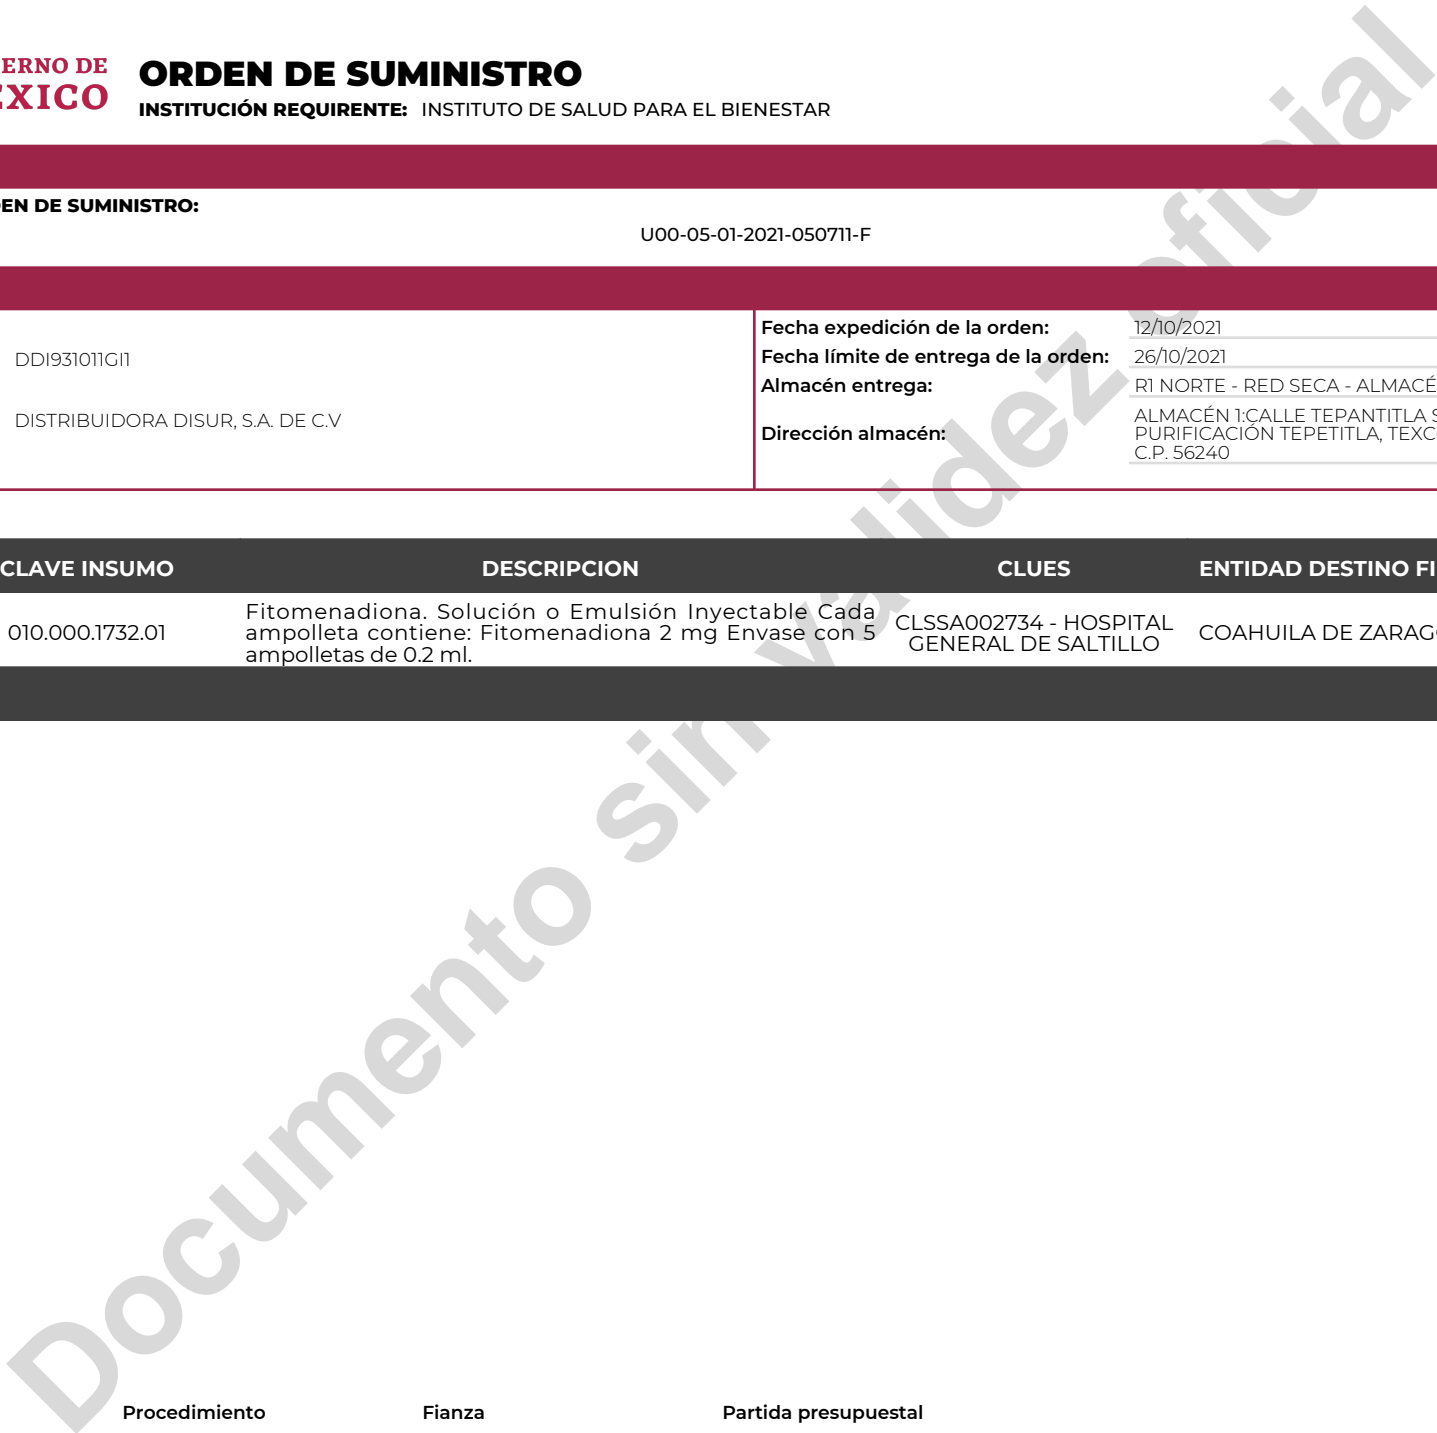 ERNO DE
EXICO
ORDEN DE SUMINISTRO
INSTITUCIÓN REQUIRENTE: INSTITUTO DE SALUD PARA EL BIENESTAR
EN DE SUMINISTRO:
U00-05-01-2021-050711-F
DDI931011GI1
DISTRIBUIDORA DISUR, S.A. DE C.V
Fecha expedición de la orden: 12/10/2021
Fecha límite de entrega de la orden: 26/10/2021
Almacén entrega: R1 NORTE - RED SECA - ALMACÉ
Dirección almacén:
ALMACÉN 1:CALLE TEPANTITLA S
PURIFICACIÓN TEPETITLA, TEXC
C.P. 56240
CLAVE INSUMO DESCRIPCION CLUES ENTIDAD DESTINO FI
010.000.1732.01
Fitomenadiona. Solución o Emulsión Inyectable Cada
ampolleta contiene: Fitomenadiona 2 mg Envase con 5
ampolletas de 0.2 ml.
CLSSA002734 - HOSPITAL
GENERAL DE SALTILLO
COAHUILA DE ZARAG
Documento sin validez oficial
Procedimiento Fianza Partida presupuestal